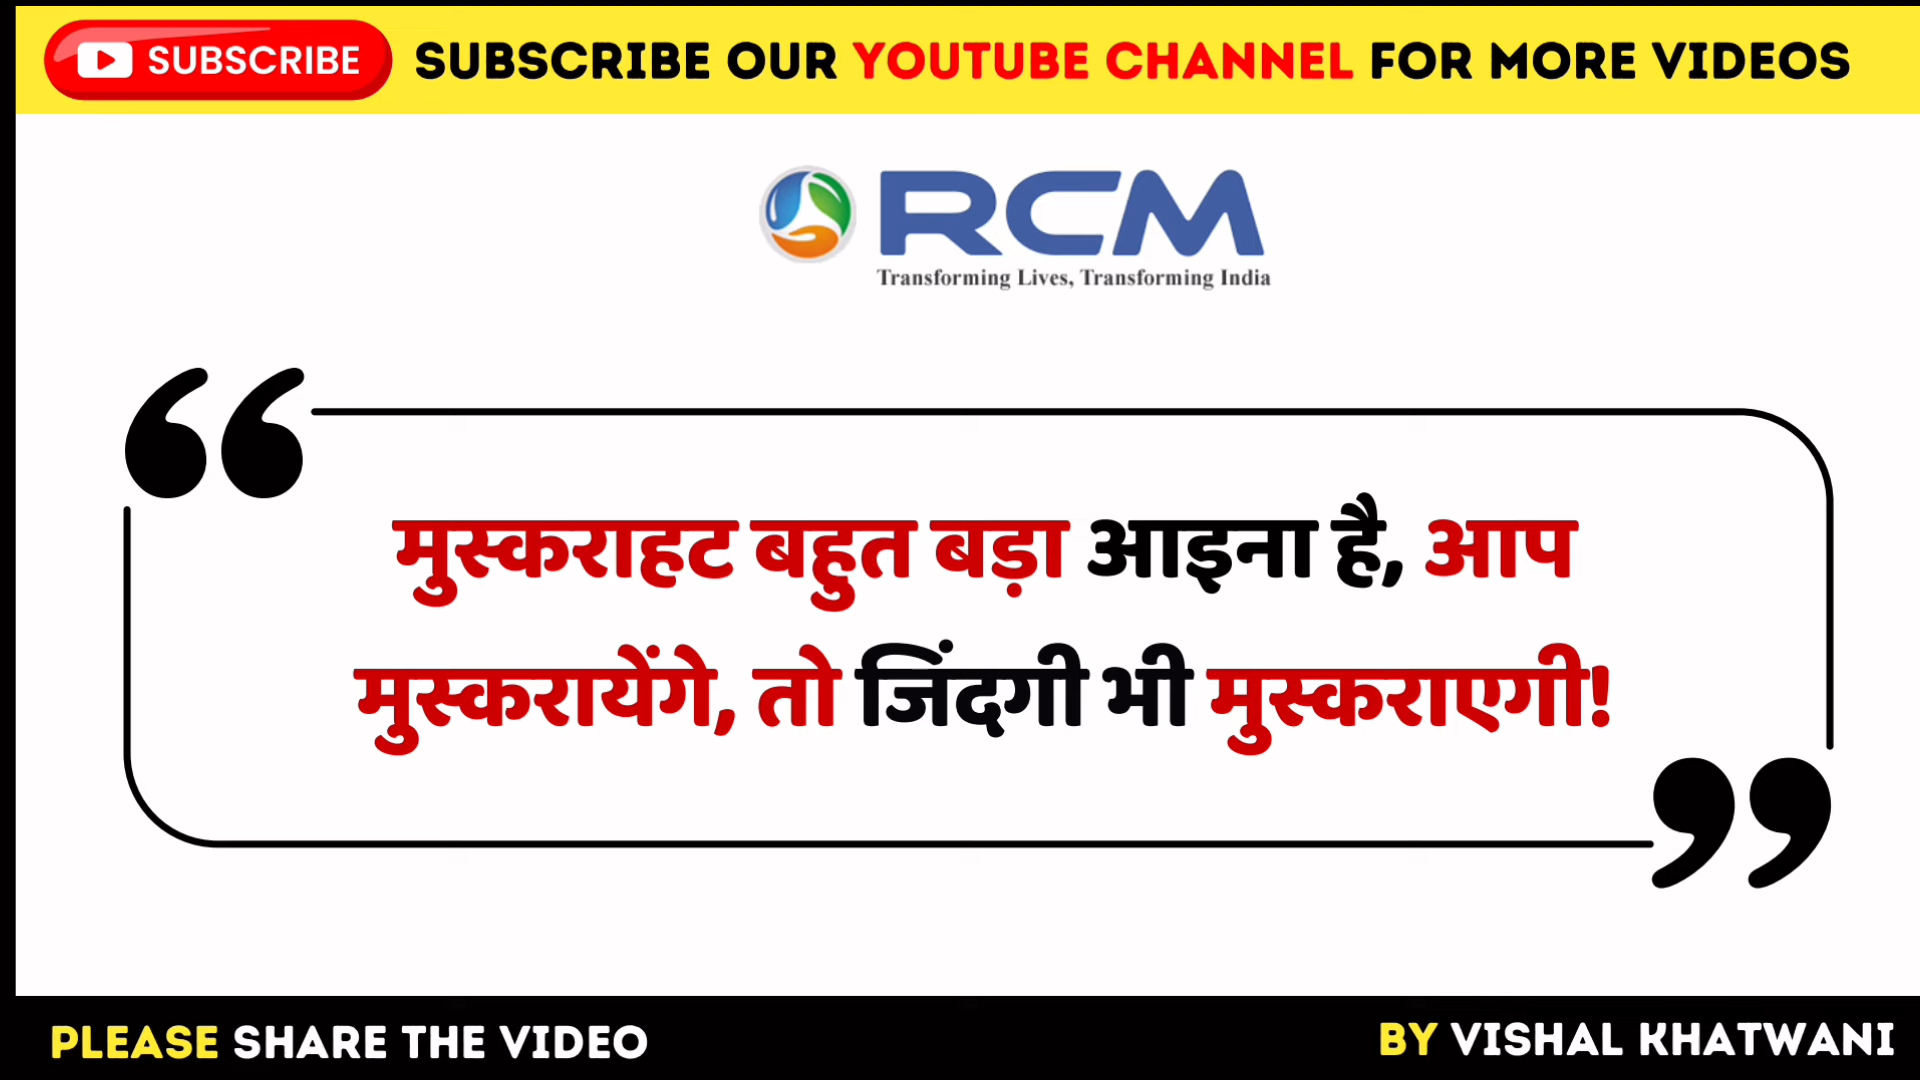 SUBSCRIBE SUBSCRIBE OUR YOUTUBE CHANNEL FOR MORE VIDEOS
RCM
Transforming Lives, Transforming India
“
मुस्कराहट बहुत बड़ा आइना है, आप
मुस्करायेंगे, तो जिंदगी भी मुस्कराएगी!
”
PLEASE SHARE THE VIDEO
BY VISHAL KHATWANI